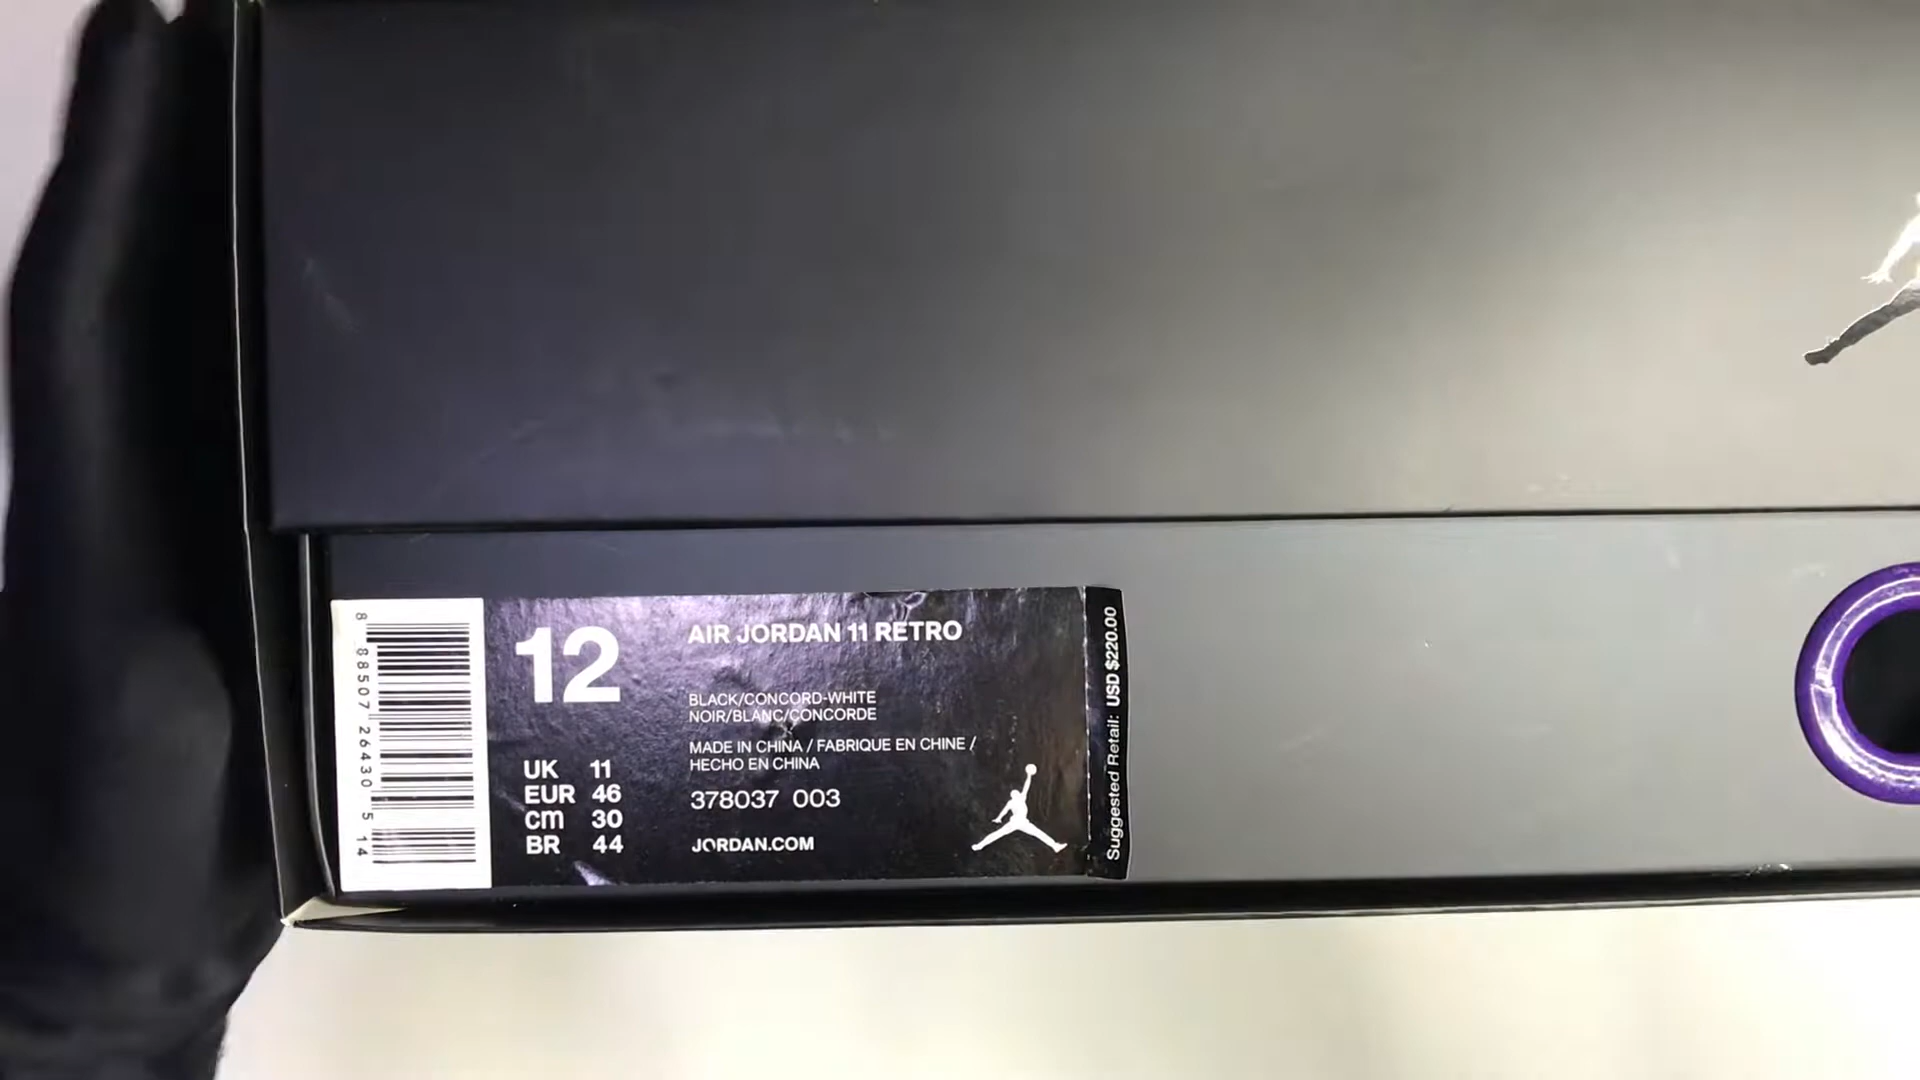 8 88507 26430 5 14
12
UK 11
EUR 46
cm 30
BR 44
AIR JORDAN 11 RETRO
BLACK/CONCORD-WHITE
NOIR/BLANC/CONCORDE
MADE IN CHINA / FABRIQUE EN CHINE /
HECHO EN CHINA
378037 003
JORDAN.COM
Suggested Retail: USD $220.00